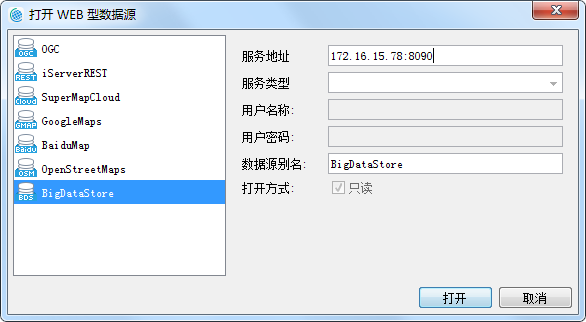 打开 WEB 型数据源
OGC
OGC
REST
iServerREST
Cloud
SuperMapCloud
GMAP
GoogleMaps
Baidu
BaiduMap
OSM
OpenStreetMaps
BDS
BigDataStore
服务地址
172.16.15.78:8090
服务类型
用户名称:
用户密码:
数据源别名:
BigDataStore
打开方式:
只读
打开
取消